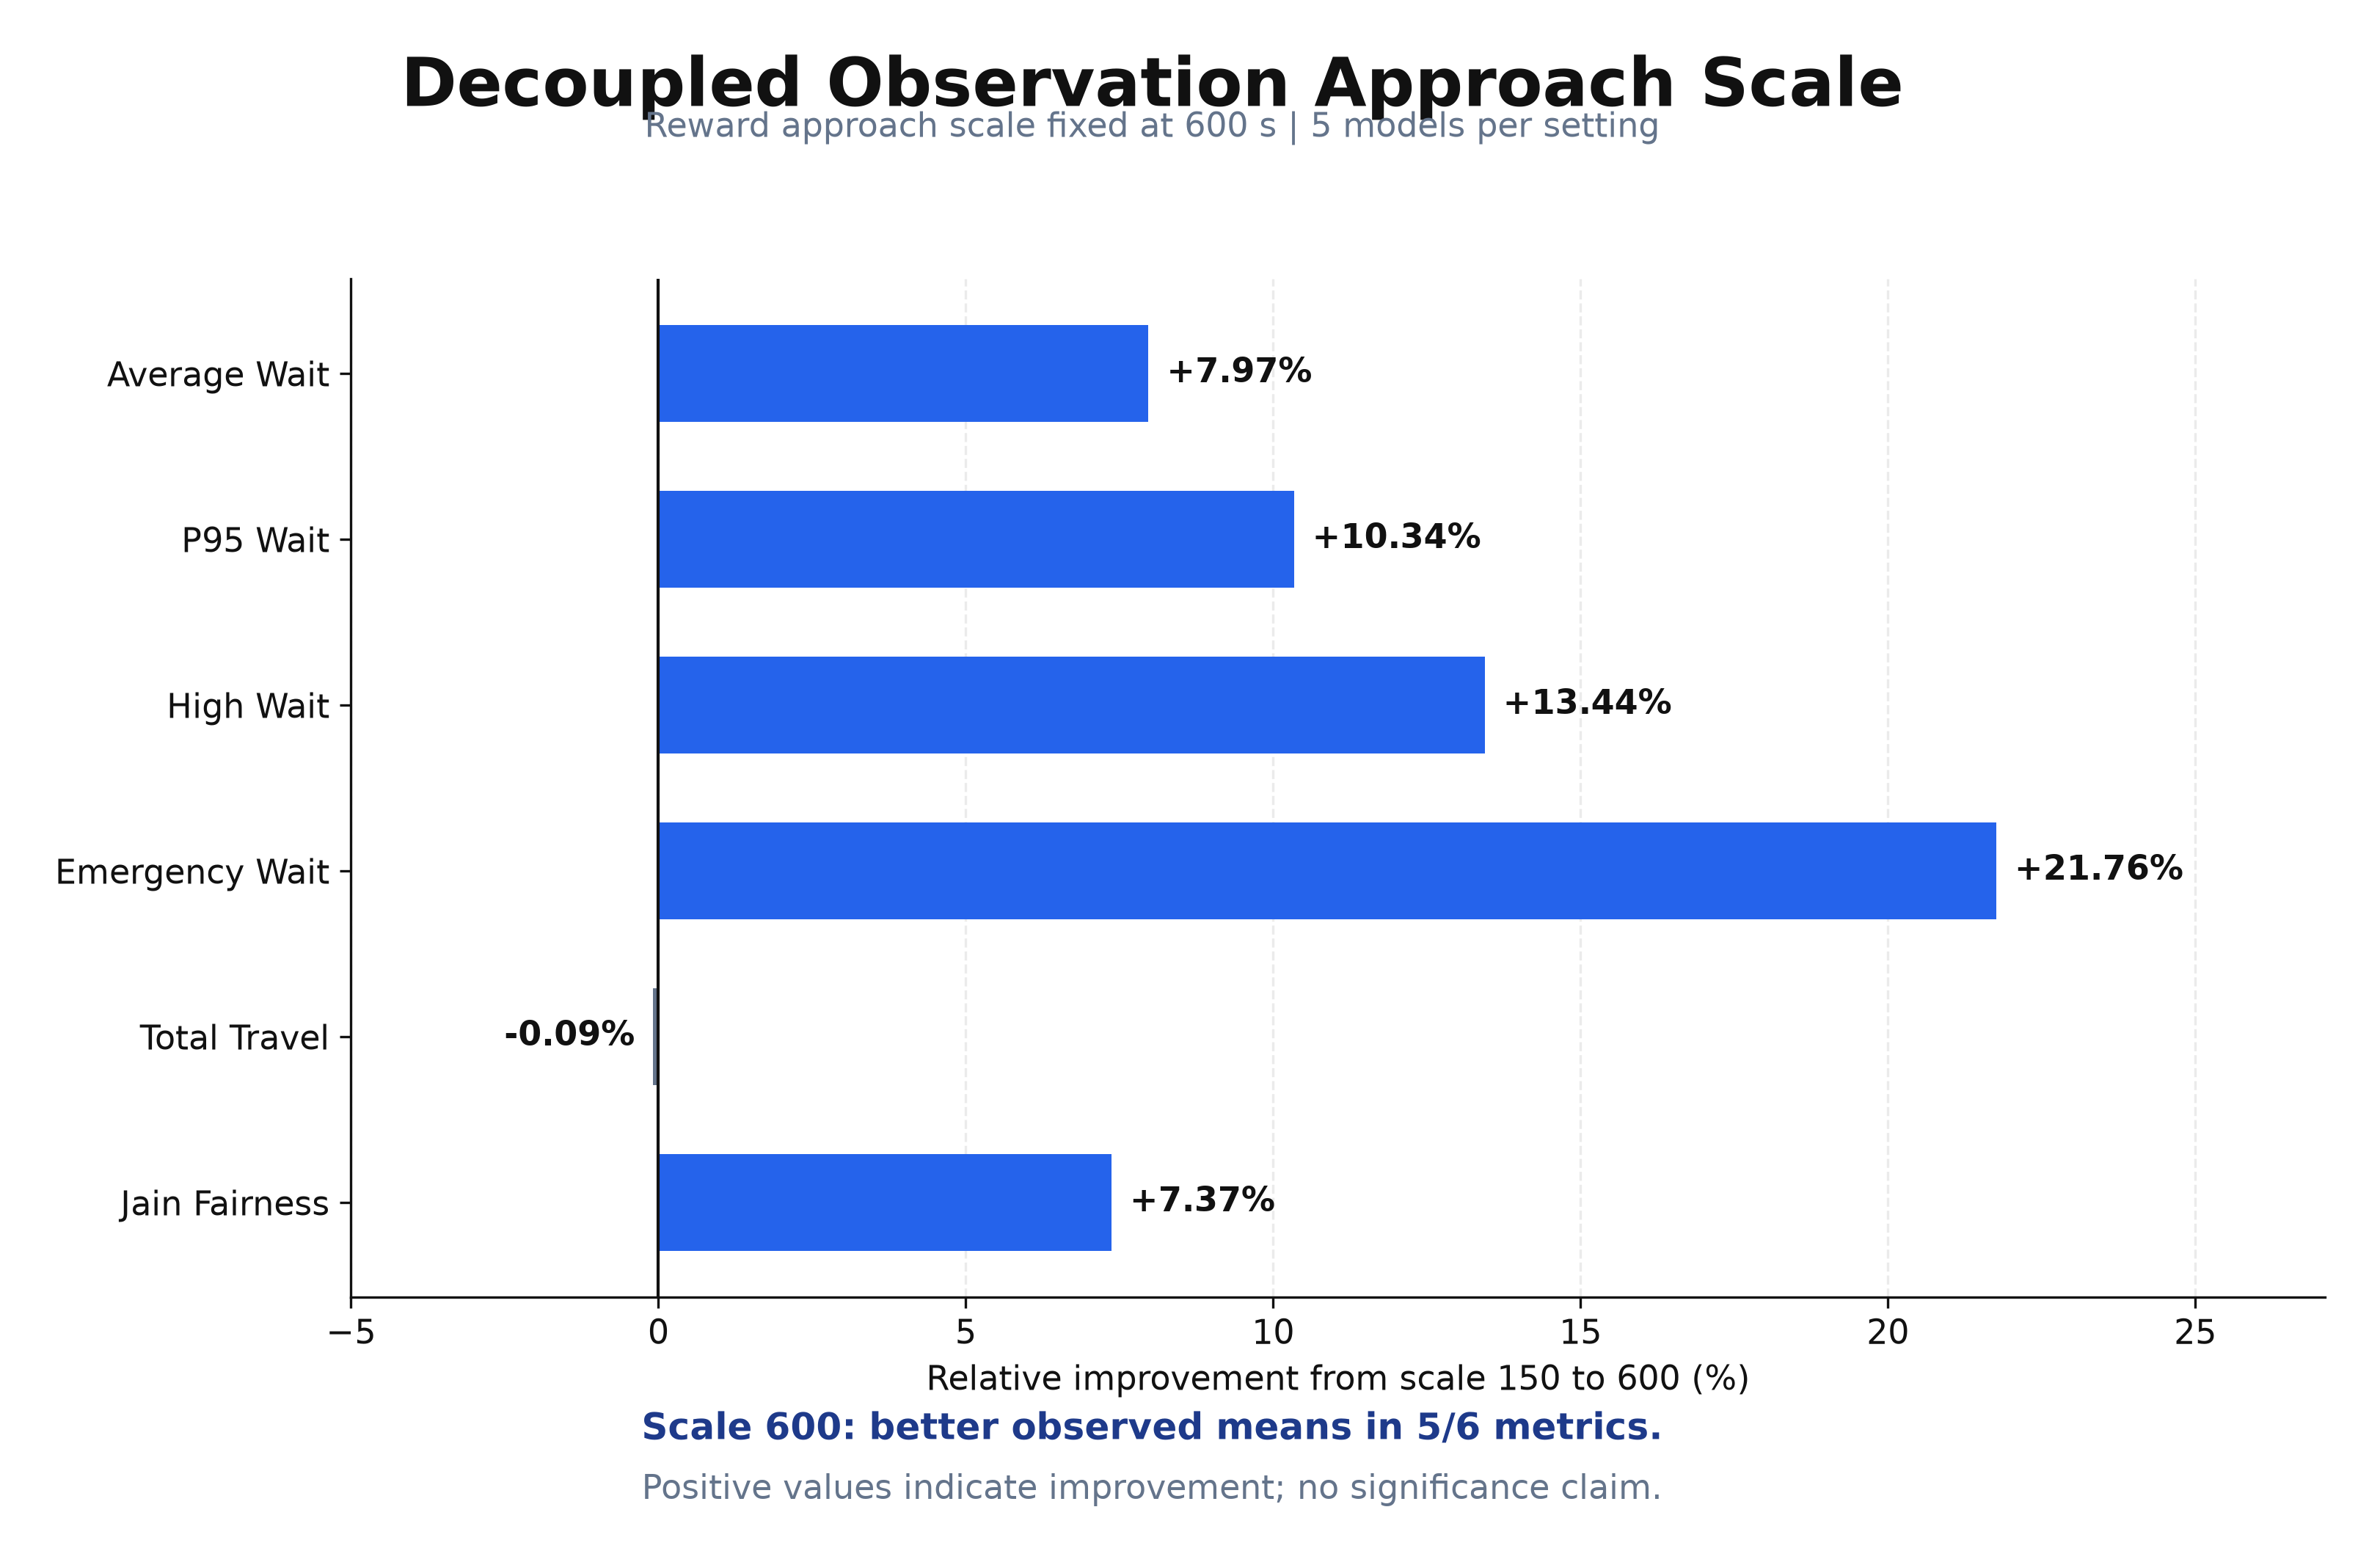 Decoupled Observation Approach Scale
Reward approach scale fixed at 600 s | 5 models per setting
Average Wait
+7.97%
P95 Wait
+10.34%
High Wait
+13.44%
Emergency Wait
+21.76%
Total Travel
-0.09%
Jain Fairness
+7.37%
−5 0 5 10 15 20 25
Relative improvement from scale 150 to 600 (%)
Scale 600: better observed means in 5/6 metrics.
Positive values indicate improvement; no significance claim.